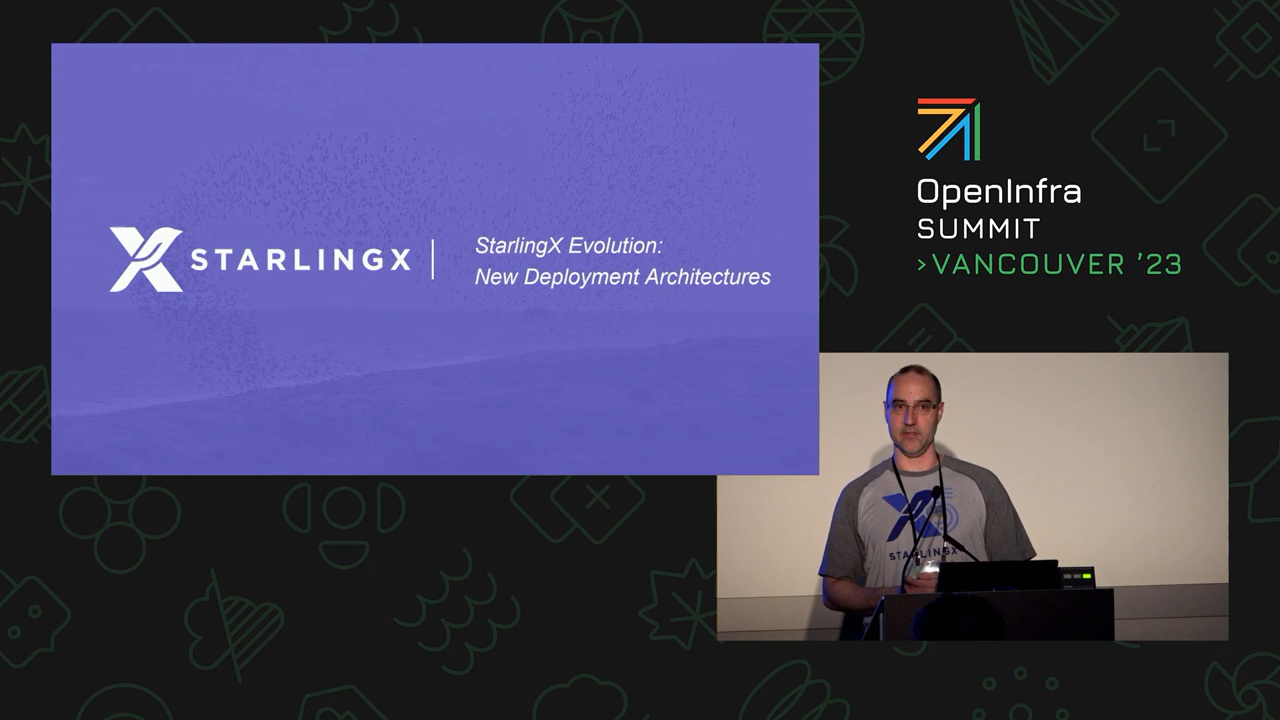 STARLINGX
StarlingX Evolution:
New Deployment Architectures
OpenInfra
SUMMIT
>VANCOUVER ’23
STARLINGX